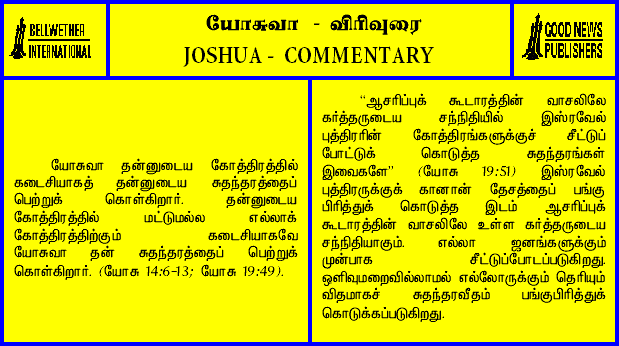 BELLWETHER
INTERNATIONAL
யோசுவா - விரிவுரை
JOSHUA - COMMENTARY
GOOD NEWS
PUBLISHERS
யோசுவா தன்னுடைய கோத்திரத்தில்
கடைசியாகத் தன்னுடைய சுதந்தரத்தைப்
பெற்றுக் கொள்கிறார். தன்னுடைய
கோத்திரத்தில் மட்டுமல்ல எல்லாக்
கோத்திரத்திற்கும் கடைசியாகவே
யோசுவா தன் சுதந்தரத்தைப் பெற்றுக்
கொள்கிறார். (யோசு 14:6-13; யோசு 19:49).
“ஆசரிப்புக் கூடாரத்தின் வாசலிலே
கர்த்தருடைய சந்நிதியில் இஸ்ரவேல்
புத்திரரின் கோத்திரங்களுக்குச் சீட்டுப்
போட்டுக் கொடுத்த சுதந்தரங்கள்
இவைகளே” (யோசு 19:51) இஸ்ரவேல்
புத்திரருக்குக் கானான் தேசத்தைப் பங்கு
பிரித்துக் கொடுத்த இடம் ஆசரிப்புக்
கூடாரத்தின் வாசலிலே உள்ள கர்த்தருடைய
சந்நிதியாகும். எல்லா ஜனங்களுக்கும்
முன்பாக சீட்டுப்போடப்படுகிறது.
ஒளிவுமறைவில்லாமல் எல்லோருக்கும் தெரியும்
விதமாகச் சுதந்தரவீதம் பங்குபிரித்துக்
கொடுக்கப்படுகிறது.